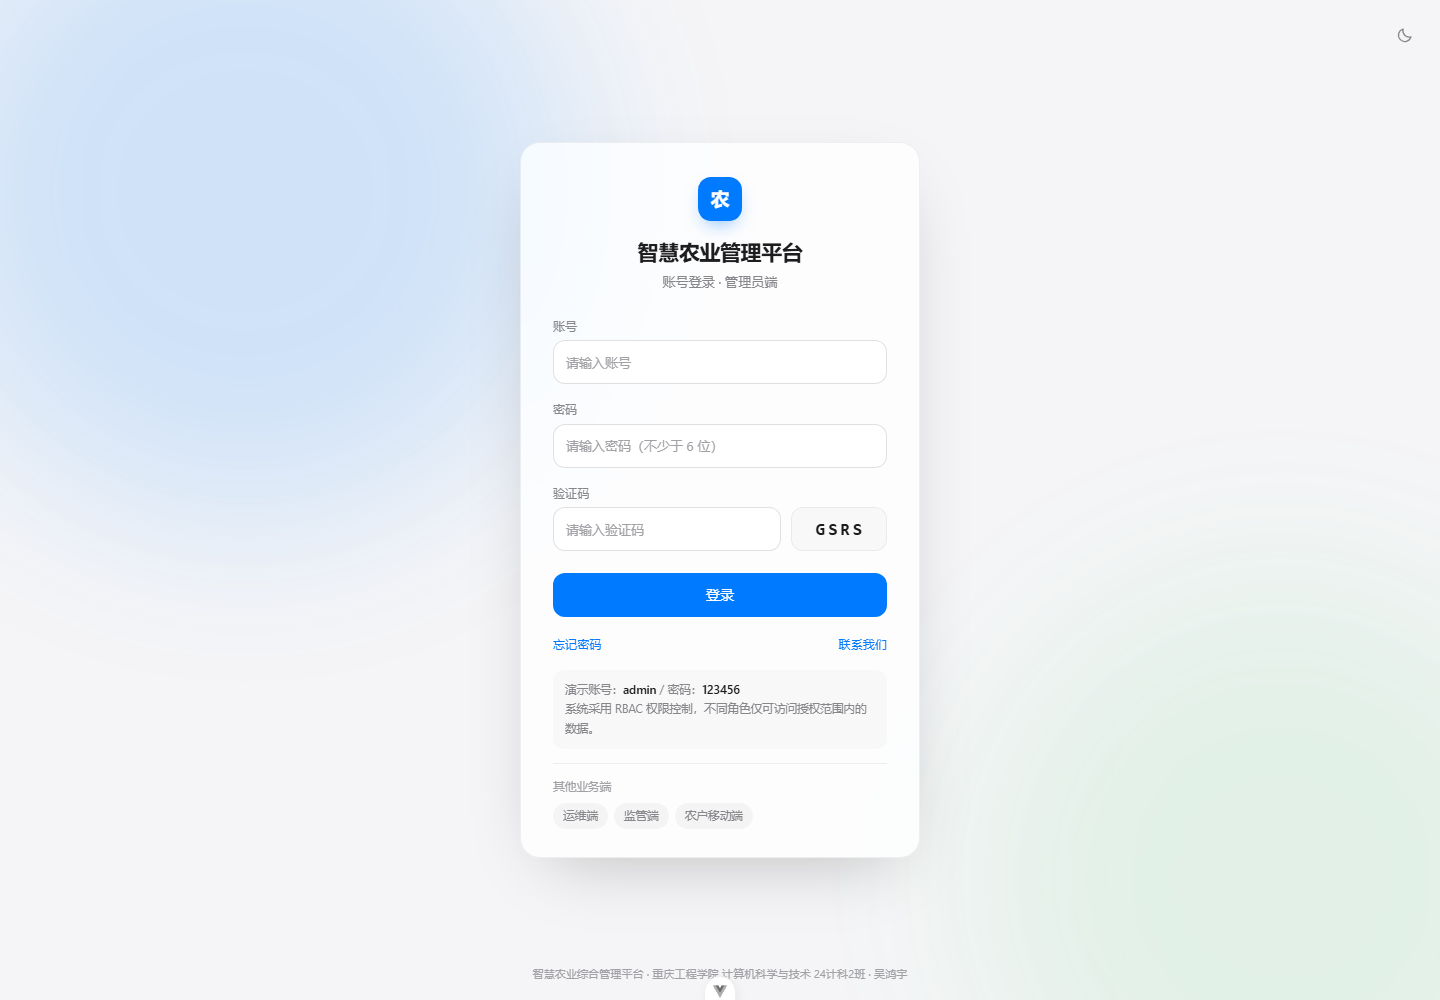 农
智慧农业管理平台
账号登录 · 管理员端
账号
请输入账号
密码
请输入密码（不少于 6 位）
验证码
请输入验证码
GSRS
登录
忘记密码
联系我们
演示账号：admin / 密码：123456
系统采用 RBAC 权限控制，不同角色仅可访问授权范围内的
数据。
其他业务端
运维端
监管端
农户移动端
智慧农业综合管理平台 · 重庆工程学院 计算机科学与技术 24计科2班 · 吴鸿宇